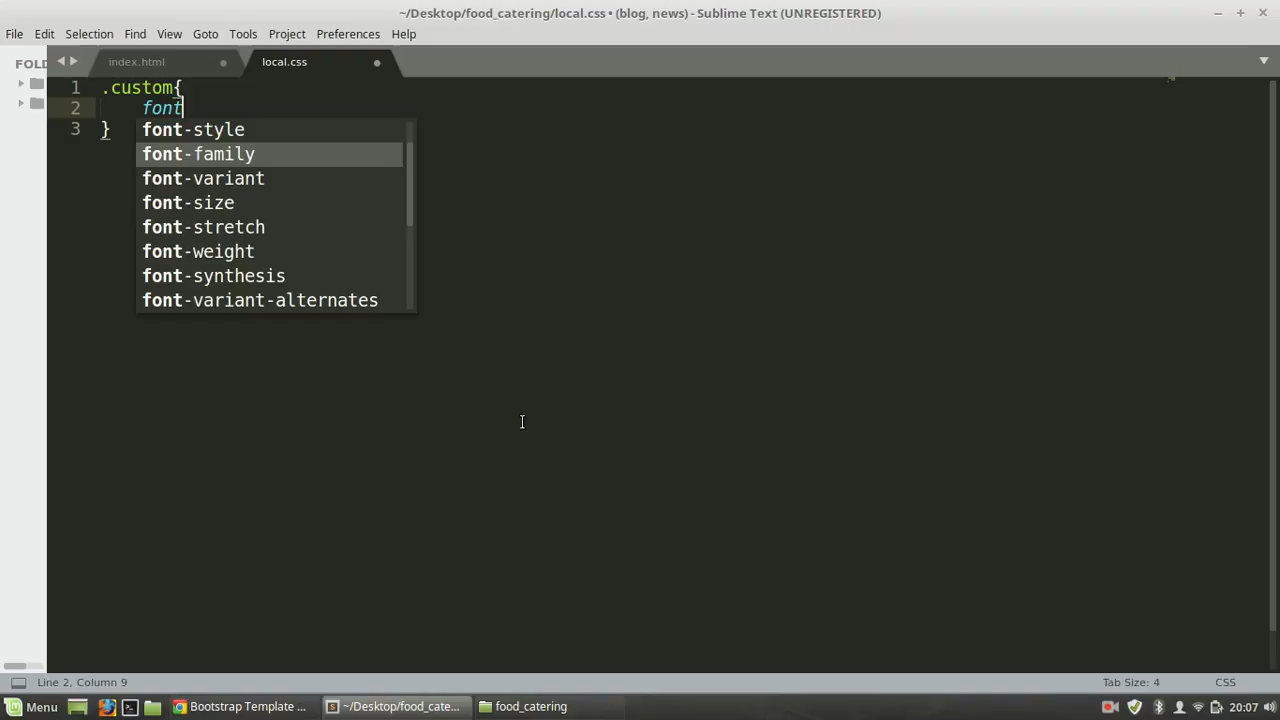 ~/Desktop/food_catering/local.css • (blog, news) - Sublime Text (UNREGISTERED)
File Edit Selection Find View Goto Tools Project Preferences Help
FOLD
index.html
local.css
1 .custom{
2 font
3 }
font-style
font-family
font-variant
font-size
font-stretch
font-weight
font-synthesis
font-variant-alternates
Line 2, Column 9
Tab Size: 4
CSS
Menu
Bootstrap Template ...
~/Desktop/food_cate...
food_catering
20:07